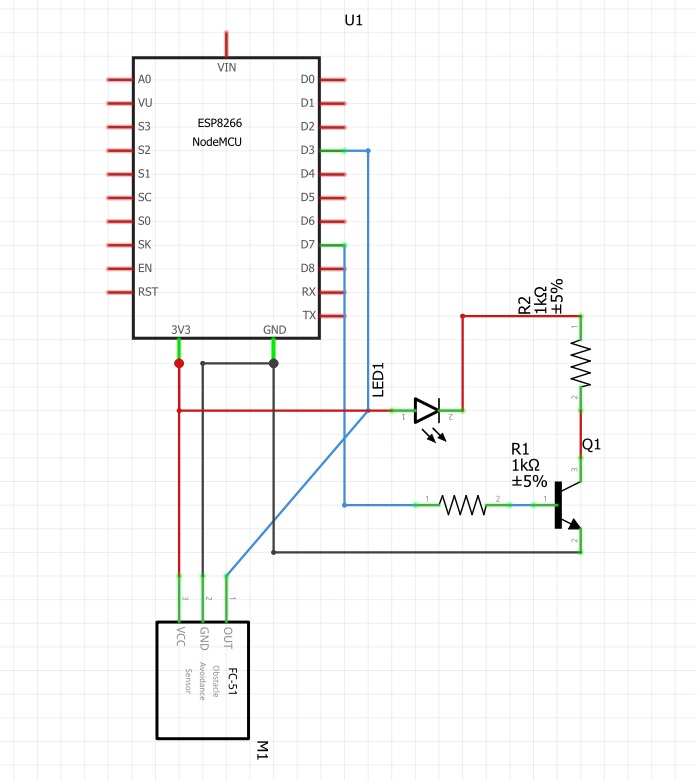 U1
VIN
A0
VU
S3
S2
S1
SC
S0
SK
EN
RST
ESP8266
NodeMCU
D0
D1
D2
D3
D4
D5
D6
D7
D8
RX
TX
3V3
GND
R2
1kΩ
±5%
1
2
LED1
1
2
Q1
3
1
2
R1
1kΩ
±5%
1
2
3
2
1
VCC
GND
OUT
FC-51
Obstacle
Avoidance
Sensor
M1